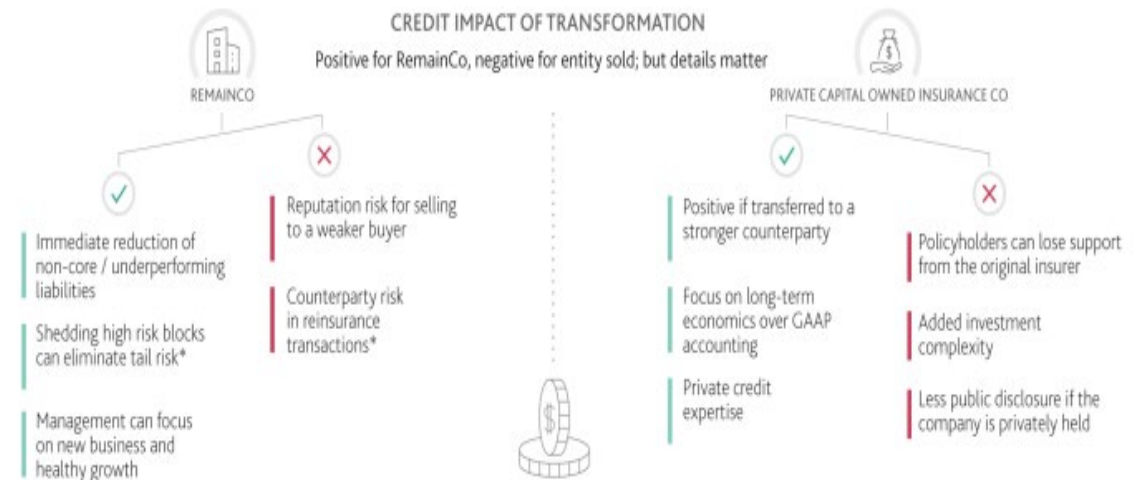 CREDIT IMPACT OF TRANSFORMATION
Positive for RemainCo, negative for entity sold; but details matter
REMAINCO
Immediate reduction of
non-core / underperforming
liabilities
Shedding high risk blocks
can eliminate tail risk*
Management can focus
on new business and
healthy growth
Reputation risk for selling
to a weaker buyer
Counterparty risk
in reinsurance
transactions*
$
PRIVATE CAPITAL OWNED INSURANCE CO
$
Positive if transferred to a
stronger counterparty
Focus on long-term
economics over GAAP
accounting
Private credit
expertise
Policyholders can lose support
from the original insurer
Added investment
complexity
Less public disclosure if the
company is privately held